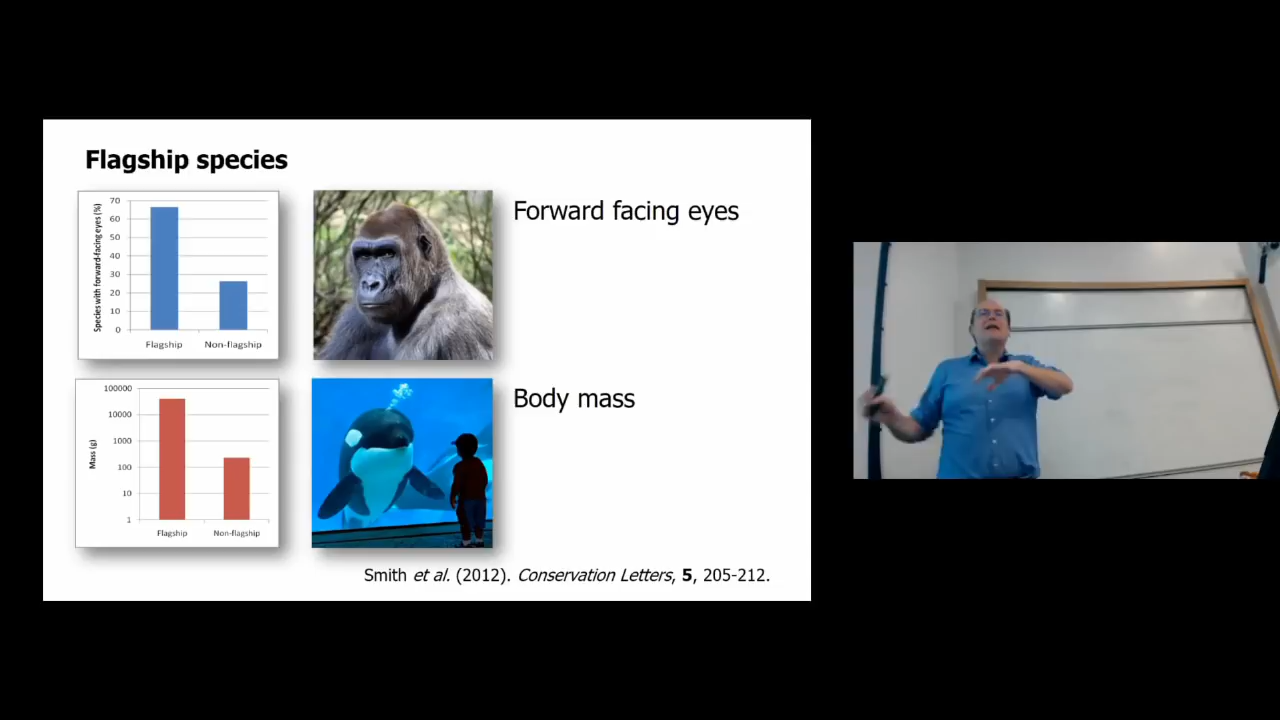 Flagship species
Species with forward-facing eyes (%)
70
60
50
40
30
20
10
0
Flagship Non-flagship
Forward facing eyes
Mass (g)
100000
10000
1000
100
10
1
Flagship Non-flagship
Body mass
Smith et al. (2012). Conservation Letters, 5, 205-212.